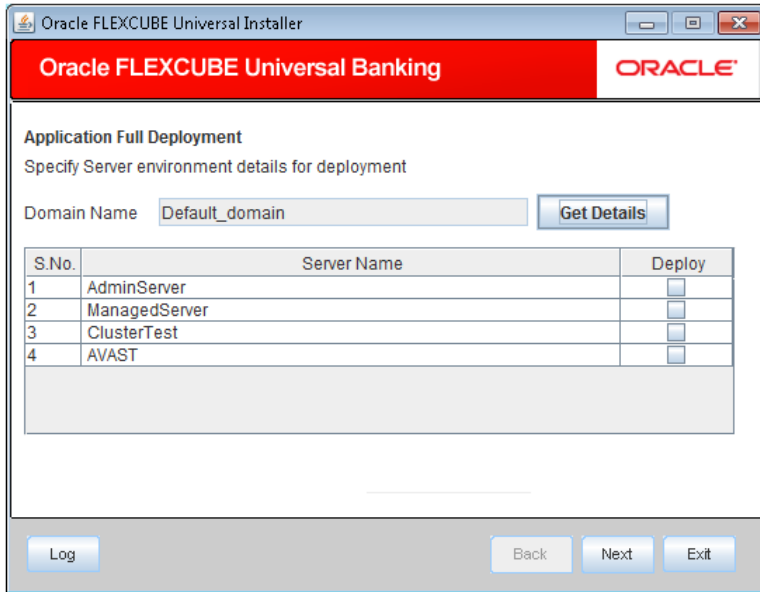 Oracle FLEXCUBE Universal Installer
Oracle FLEXCUBE Universal Banking ORACLE
Application Full Deployment
Specify Server environment details for deployment
Domain Name Default_domain Get Details
S.No. Server Name Deploy
1 AdminServer
2 ManagedServer
3 ClusterTest
4 AVAST
Log Back Next Exit